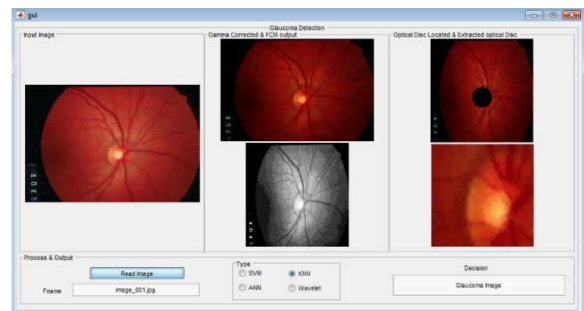 gui
Glaucoma Detection
Input Image
Gamma Corrected & FCM output
Optical Disc Located & Extracted optical Disc
Process & Output
Read Image
Fname
image_001.jpg
Type
SVM
KNN
ANN
Wavelet
Decision
Glaucoma Image